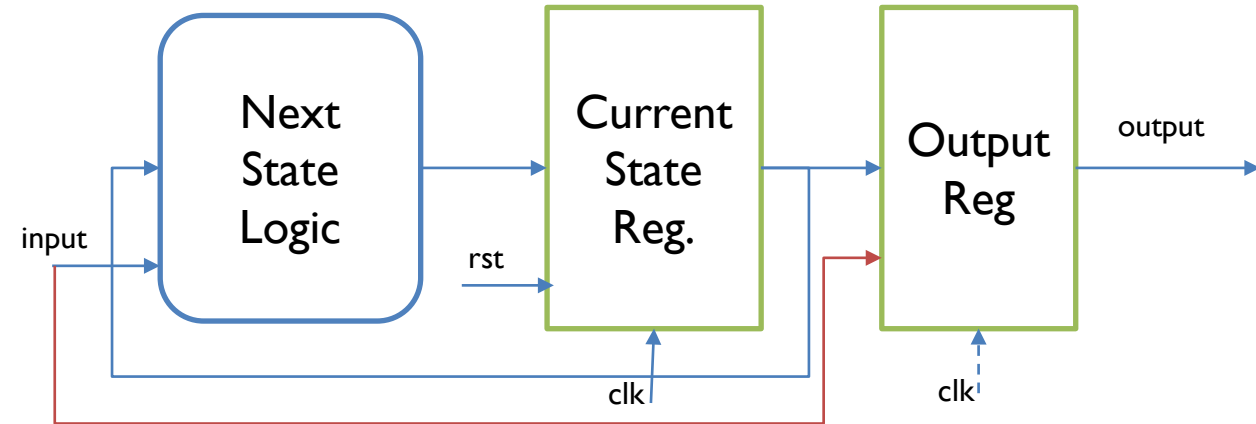 Next
State
Logic
Current
State
Reg.
Output
Reg
output
input
rst
clk
clk